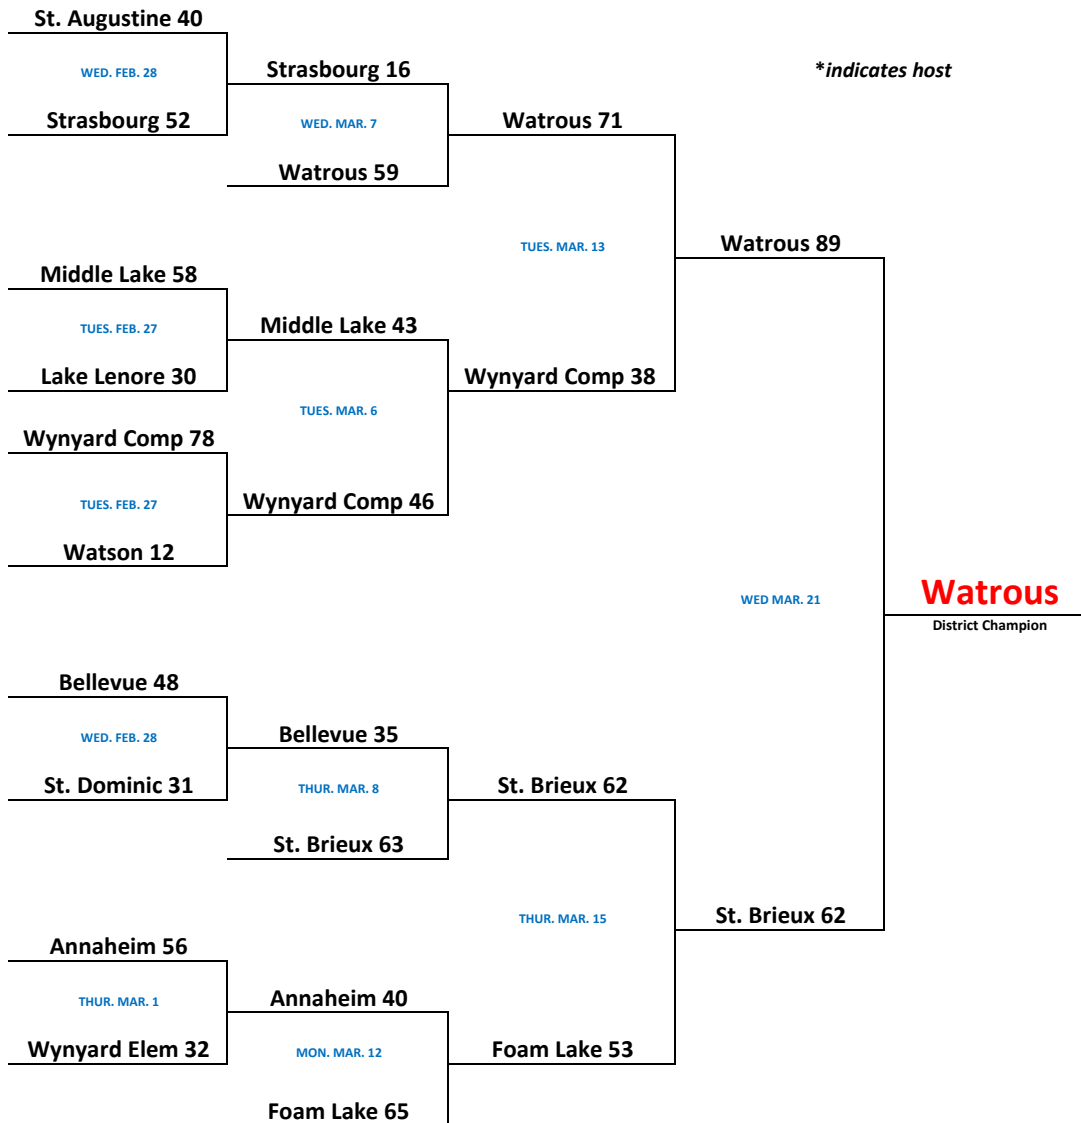 St. Augustine 40
WED. FEB. 28
Strasbourg 16
*indicates host
Strasbourg 52
WED. MAR. 7
Watrous 71
Watrous 59
TUES. MAR. 13
Watrous 89
Middle Lake 58
TUES. FEB. 27
Middle Lake 43
Lake Lenore 30
Wynyard Comp 38
TUES. MAR. 6
Wynyard Comp 78
TUES. FEB. 27
Wynyard Comp 46
Watson 12
WED MAR. 21
Watrous
District Champion
Bellevue 48
WED. FEB. 28
Bellevue 35
St. Dominic 31
THUR. MAR. 8
St. Brieux 62
St. Brieux 63
THUR. MAR. 15
St. Brieux 62
Annaheim 56
THUR. MAR. 1
Annaheim 40
Wynyard Elem 32
MON. MAR. 12
Foam Lake 53
Foam Lake 65